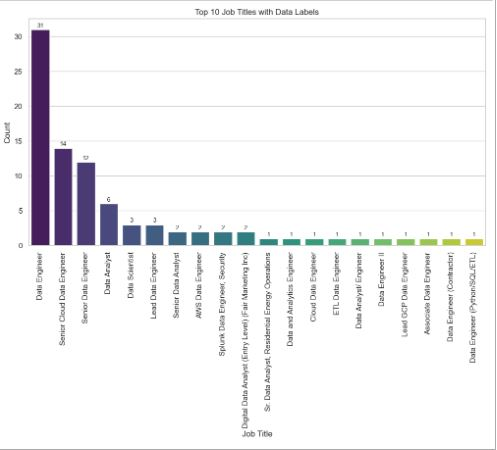 Top 10 Job Titles with Data Labels
Count
30
25
20
15
10
5
0
31
14
12
6
3
3
2
2
2
2
1
1
1
1
1
1
1
1
1
1
Data Engineer
Senior Cloud Data Engineer
Senior Data Engineer
Data Analyst
Data Scientist
Lead Data Engineer
Senior Data Analyst
AWS Data Engineer
Splunk Data Engineer, Security
Digital Data Analyst (Entry Level) (Fair Marketing Inc)
Sr. Data Analyst, Residential Energy Operations
Data and Analytics Engineer
Cloud Data Engineer
ETL Data Engineer
Data Analyst/ Engineer
Data Engineer II
Lead GCP Data Engineer
Associate Data Engineer
Data Engineer (Contractor)
Data Engineer (Python/SQL/ETL)
Job Title